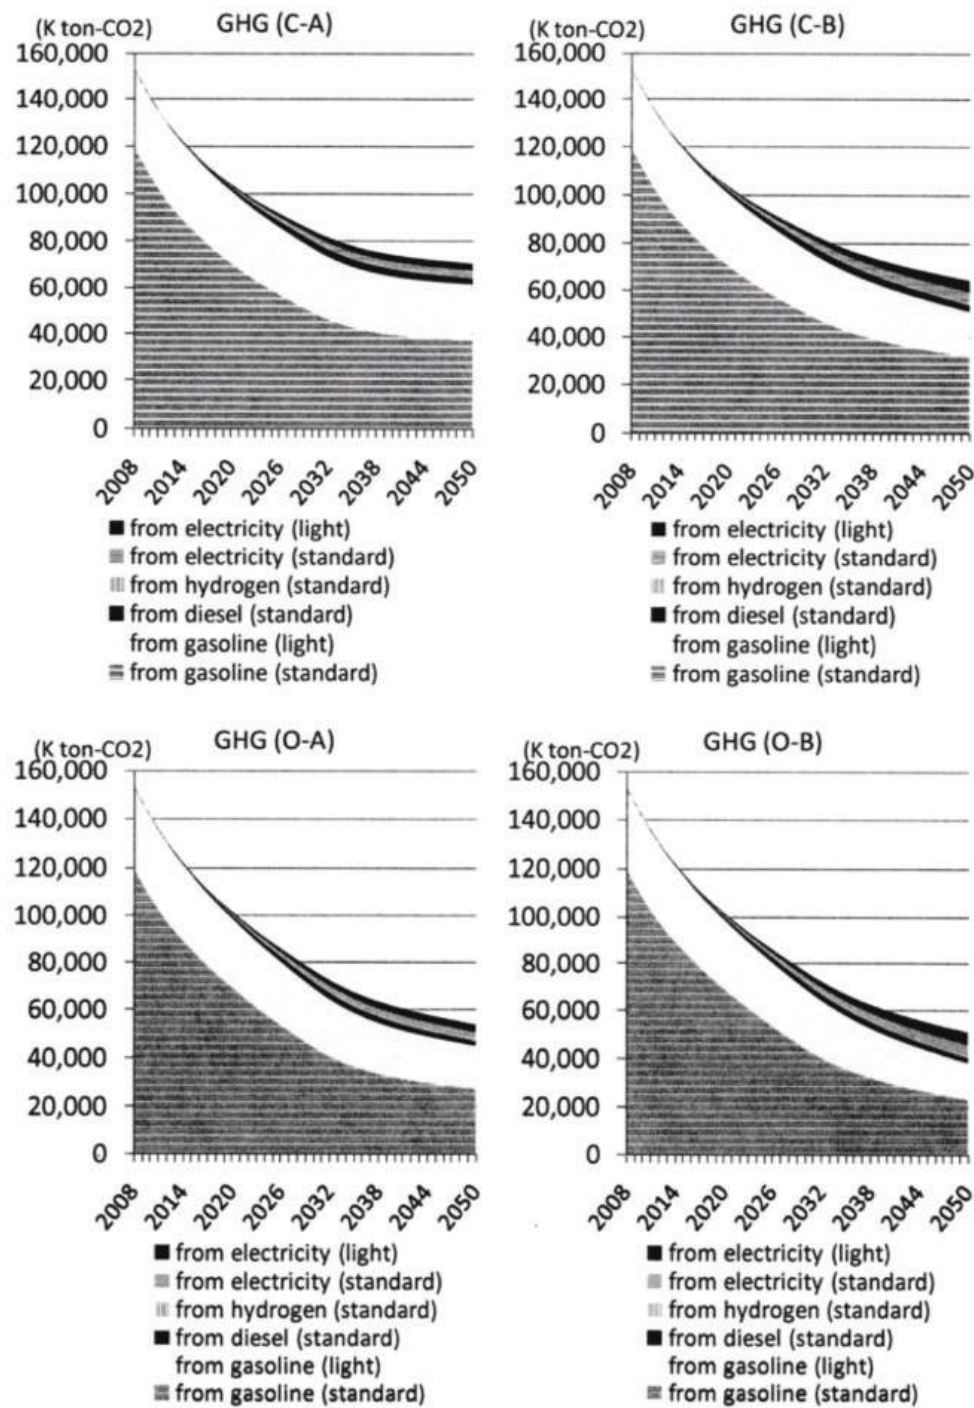 (K ton-CO2) GHG (C-A)
160,000
140,000
120,000
100,000
80,000
60,000
40,000
20,000
0
2008 2014 2020 2026 2032 2038 2044 2050
from electricity (light)
from electricity (standard)
from hydrogen (standard)
from diesel (standard)
from gasoline (light)
from gasoline (standard)
(K ton-CO2) GHG (C-B)
160,000
140,000
120,000
100,000
80,000
60,000
40,000
20,000
0
2008 2014 2020 2026 2032 2038 2044 2050
from electricity (light)
from electricity (standard)
from hydrogen (standard)
from diesel (standard)
from gasoline (light)
from gasoline (standard)
(K ton-CO2) GHG (O-A)
160,000
140,000
120,000
100,000
80,000
60,000
40,000
20,000
0
2008 2014 2020 2026 2032 2038 2044 2050
from electricity (light)
from electricity (standard)
from hydrogen (standard)
from diesel (standard)
from gasoline (light)
from gasoline (standard)
(K ton-CO2) GHG (O-B)
160,000
140,000
120,000
100,000
80,000
60,000
40,000
20,000
0
2008 2014 2020 2026 2032 2038 2044 2050
from electricity (light)
from electricity (standard)
from hydrogen (standard)
from diesel (standard)
from gasoline (light)
from gasoline (standard)